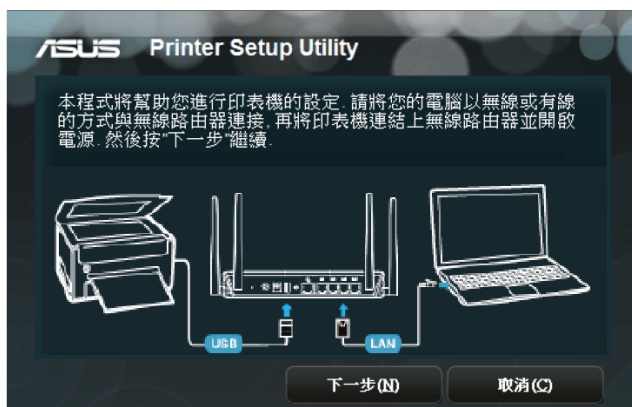 ASUS Printer Setup Utility
本程式將幫助您進行印表機的設定. 請將您的電腦以無線或有線
的方式與無線路由器連接, 再將印表機連結上無線路由器並開啟
電源. 然後按"下一步"繼續.
USB
LAN
下一步(N)
取消(C)